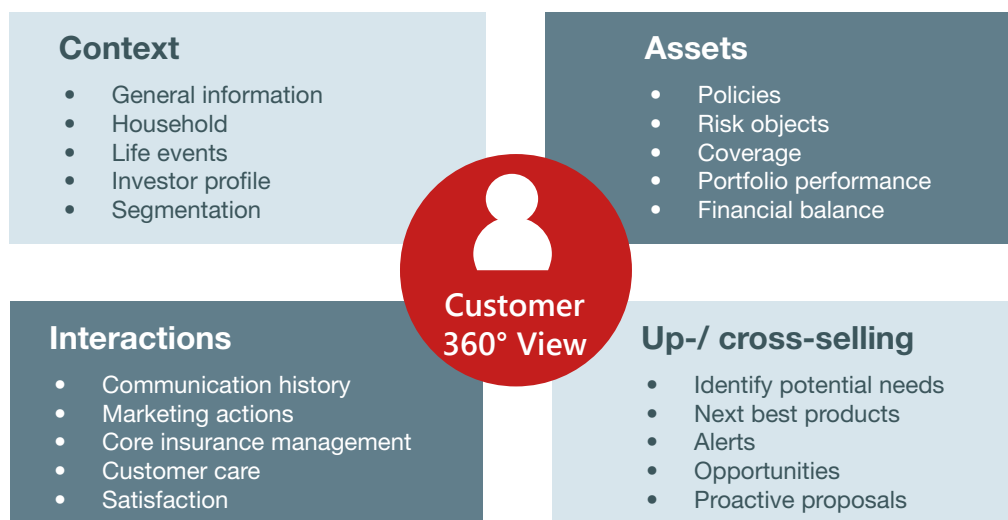 Context
• General information
• Household
• Life events
• Investor profile
• Segmentation
Assets
• Policies
• Risk objects
• Coverage
• Portfolio performance
• Financial balance
Customer
360° View
Interactions
• Communication history
• Marketing actions
• Core insurance management
• Customer care
• Satisfaction
Up-/ cross-selling
• Identify potential needs
• Next best products
• Alerts
• Opportunities
• Proactive proposals